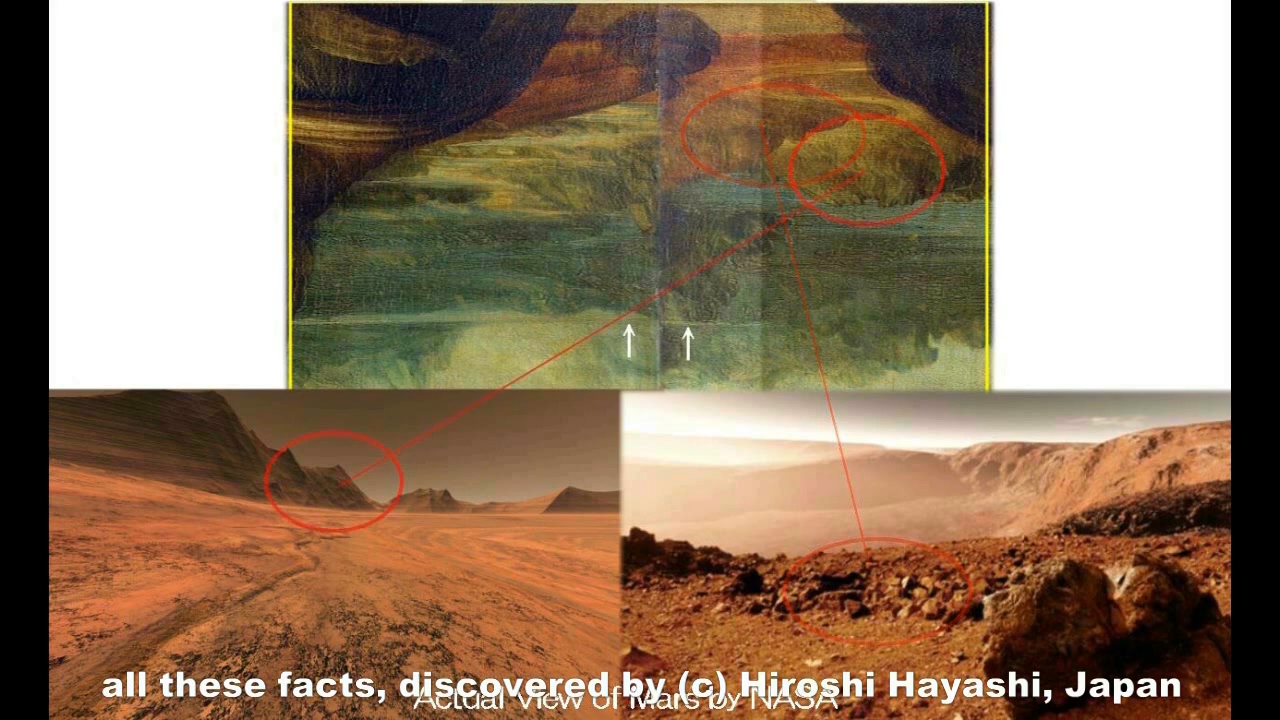 all these facts, discovered by (c) Hiroshi Hayashi, Japan
Actual View of Mars by NASA